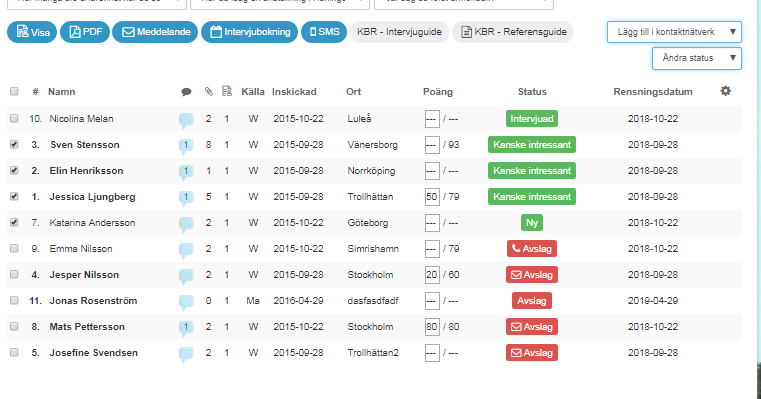 Visa PDF Meddelande Intervjubokning SMS KBR - Intervjuguide KBR - Referensguide Lägg till i kontaktnätverk ▼
Ändra status ▼
# Namn Källa Inskickad Ort Poäng Status Rensningsdatum
10. Nicolina Melan 2 1 W 2015-10-22 Luleå --- / --- Intervjuad 2018-10-22
3. Sven Stensson 1 8 1 W 2015-09-28 Vänersborg --- / 93 Kanske intressant 2018-09-28
2. Elin Henriksson 1 1 1 W 2015-09-28 Norrköping --- / --- Kanske intressant 2018-09-28
1. Jessica Ljungberg 1 5 1 W 2015-09-28 Trollhättan 50 / 79 Kanske intressant 2018-09-28
7. Katarina Andersson 2 1 W 2015-10-22 Göteborg --- / --- Ny 2018-10-22
9. Emma Nilsson 2 1 W 2015-10-22 Simrishamn --- / 79 Avslag 2018-10-22
4. Jesper Nilsson 2 1 W 2015-09-28 Stockholm 20 / 60 Avslag 2018-09-28
11. Jonas Rosenström 0 1 Ma 2016-04-29 dasfasdfadf --- / --- Avslag 2019-04-29
8. Mats Pettersson 1 2 1 W 2015-10-22 Stockholm 80 / 80 Avslag 2018-10-22
5. Josefine Svendsen 2 1 W 2015-09-28 Trollhättan2 --- / --- Avslag 2018-09-28